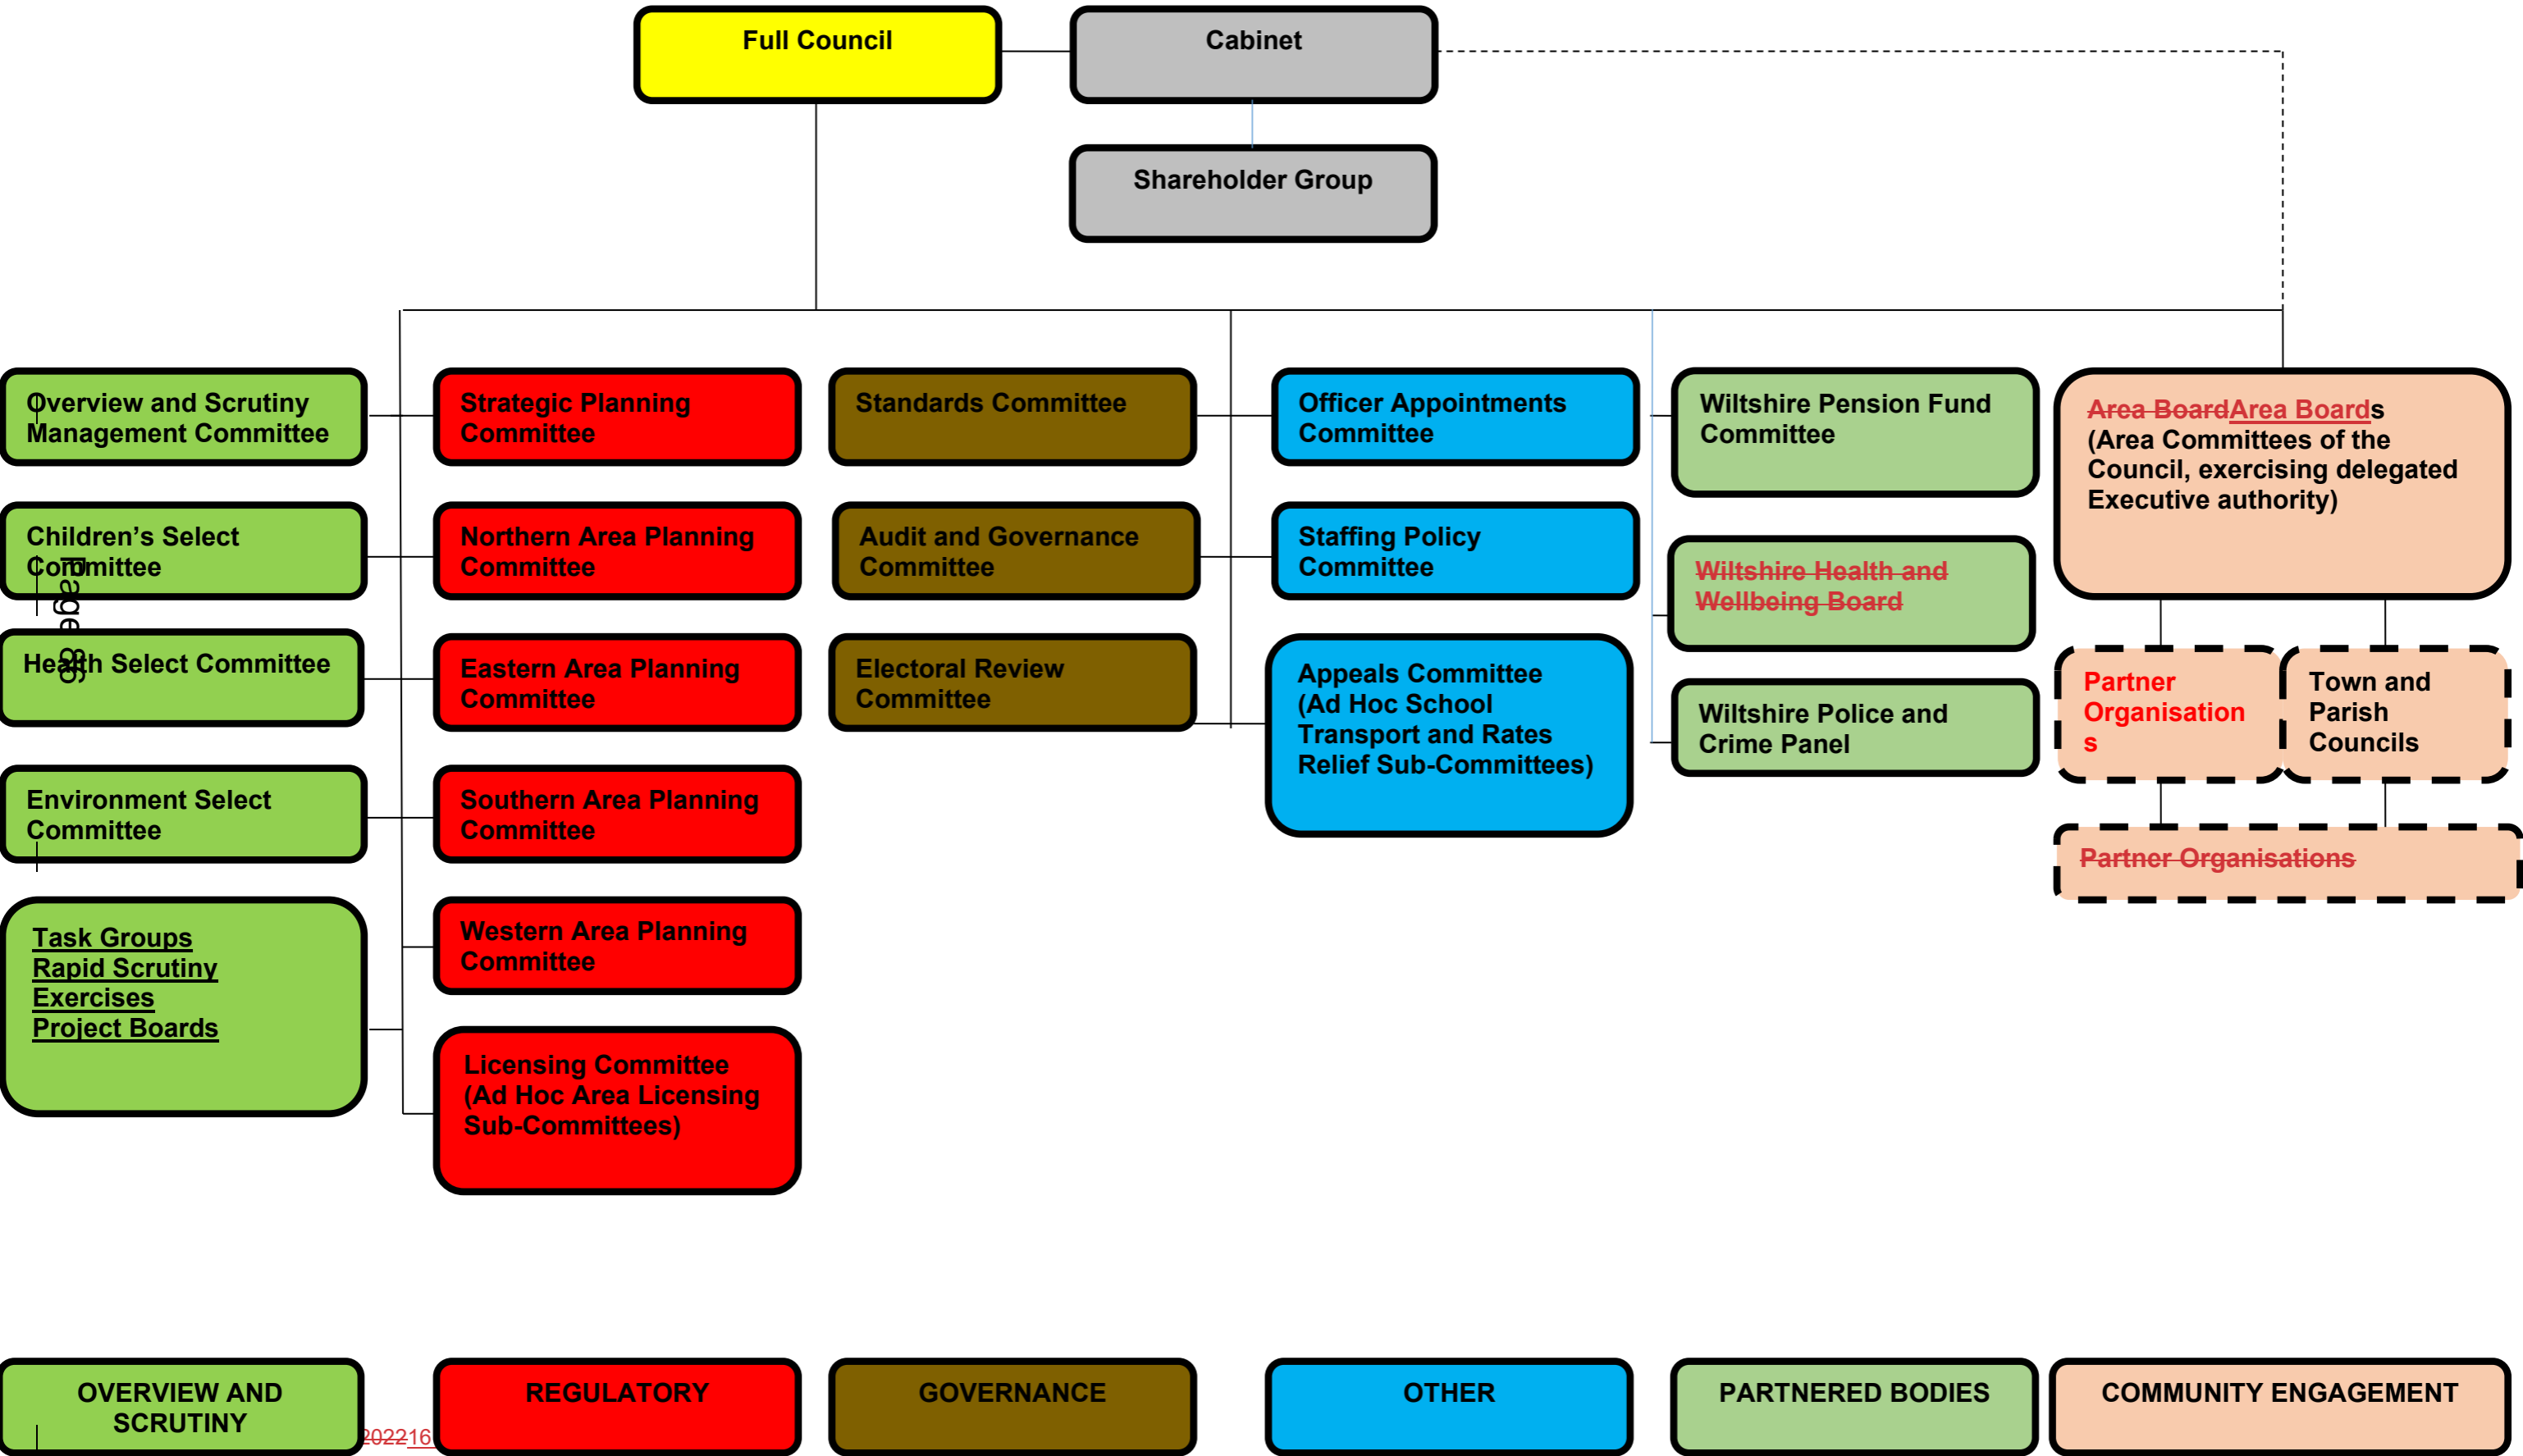 Full Council
Cabinet
Shareholder Group
Overview and Scrutiny
Management Committee
Children's Select
Committee
Health Select Committee
Environment Select
Committee
Task Groups
Rapid Scrutiny
Exercises
Project Boards
Strategic Planning
Committee
Northern Area Planning
Committee
Eastern Area Planning
Committee
Southern Area Planning
Committee
Western Area Planning
Committee
Licensing Committee
(Ad Hoc Area Licensing
Sub-Committees)
Standards Committee
Audit and Governance
Committee
Electoral Review
Committee
Officer Appointments
Committee
Staffing Policy
Committee
Appeals Committee
(Ad Hoc School
Transport and Rates
Relief Sub-Committees)
Wiltshire Pension Fund
Committee
Wiltshire Health and
Wellbeing Board
Wiltshire Police and
Crime Panel
Area BoardArea Boards
(Area Committees of the
Council, exercising delegated
Executive authority)
Partner
Organisation
s
Town and
Parish
Councils
Partner Organisations
Page
OVERVIEW AND
SCRUTINY
REGULATORY
GOVERNANCE
OTHER
PARTNERED BODIES
COMMUNITY ENGAGEMENT
202216